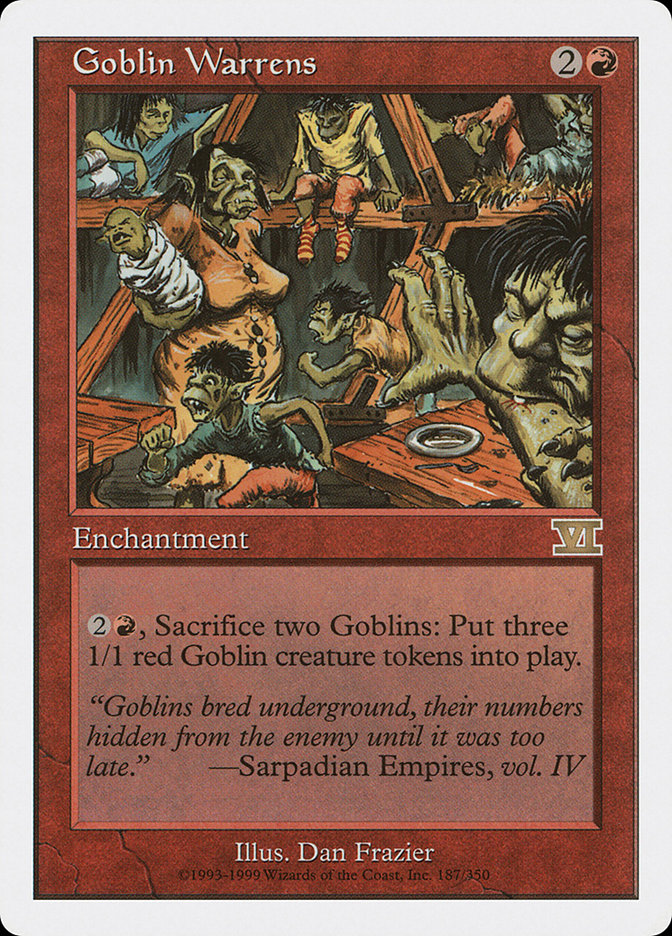 Goblin Warrens 2
Enchantment VI
2, Sacrifice two Goblins: Put three
1/1 red Goblin creature tokens into play.
“Goblins bred underground, their numbers
hidden from the enemy until it was too
late.” —Sarpadian Empires, vol. IV
Illus. Dan Frazier
©1993-1999 Wizards of the Coast, Inc. 187/350